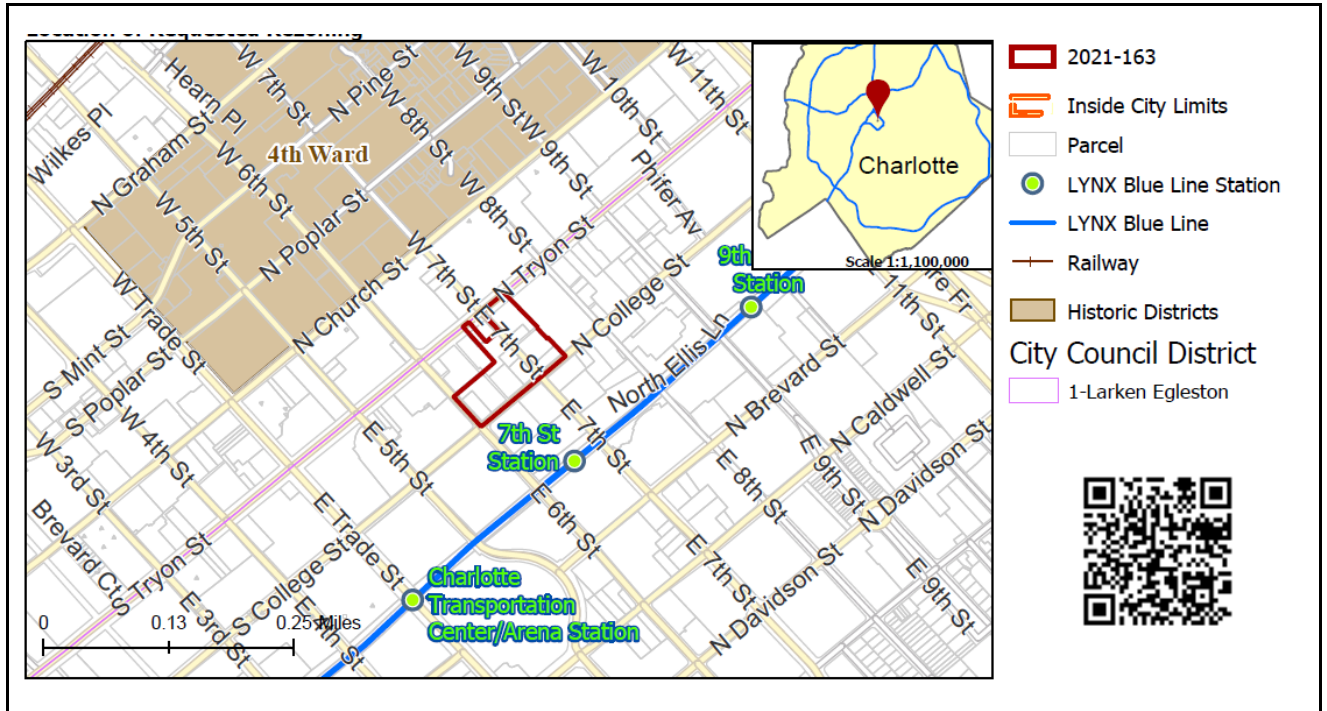 Location of Requested Rezoning
Hearn Pl
W 7th St
N Pine St
W 8th St
W 9th St
W 9th St
W 10th St
W 11th St
Wilkes Pl
N Graham St
W 6th St
4th Ward
W 5th St
N Poplar St
W 8th St
Phifer Av
W Trade St
N Church St
W 7th St
N Tryon St
E 7th St
N College St
9th
Station
S Mint St
S Poplar St
W 4th St
W 3rd St
E 5th St
E 7th St
7th St
Station
North Ellis Ln
N Brevard St
N Caldwell St
E 11th St
E 9th St
N Davidson St
E 8th St
E 6th St
E Trade St
Brevard Ct
S Tryon St
S College St
E 3rd St
E 4th St
E 7th St
N Davidson St
E 9th St
Charlotte
Transportation
Center/Arena Station
0 0.13 0.25 Miles
Charlotte
Scale 1:1,100,000
2021-163
Inside City Limits
Parcel
LYNX Blue Line Station
LYNX Blue Line
Railway
Historic Districts
City Council District
1-Larken Egleston